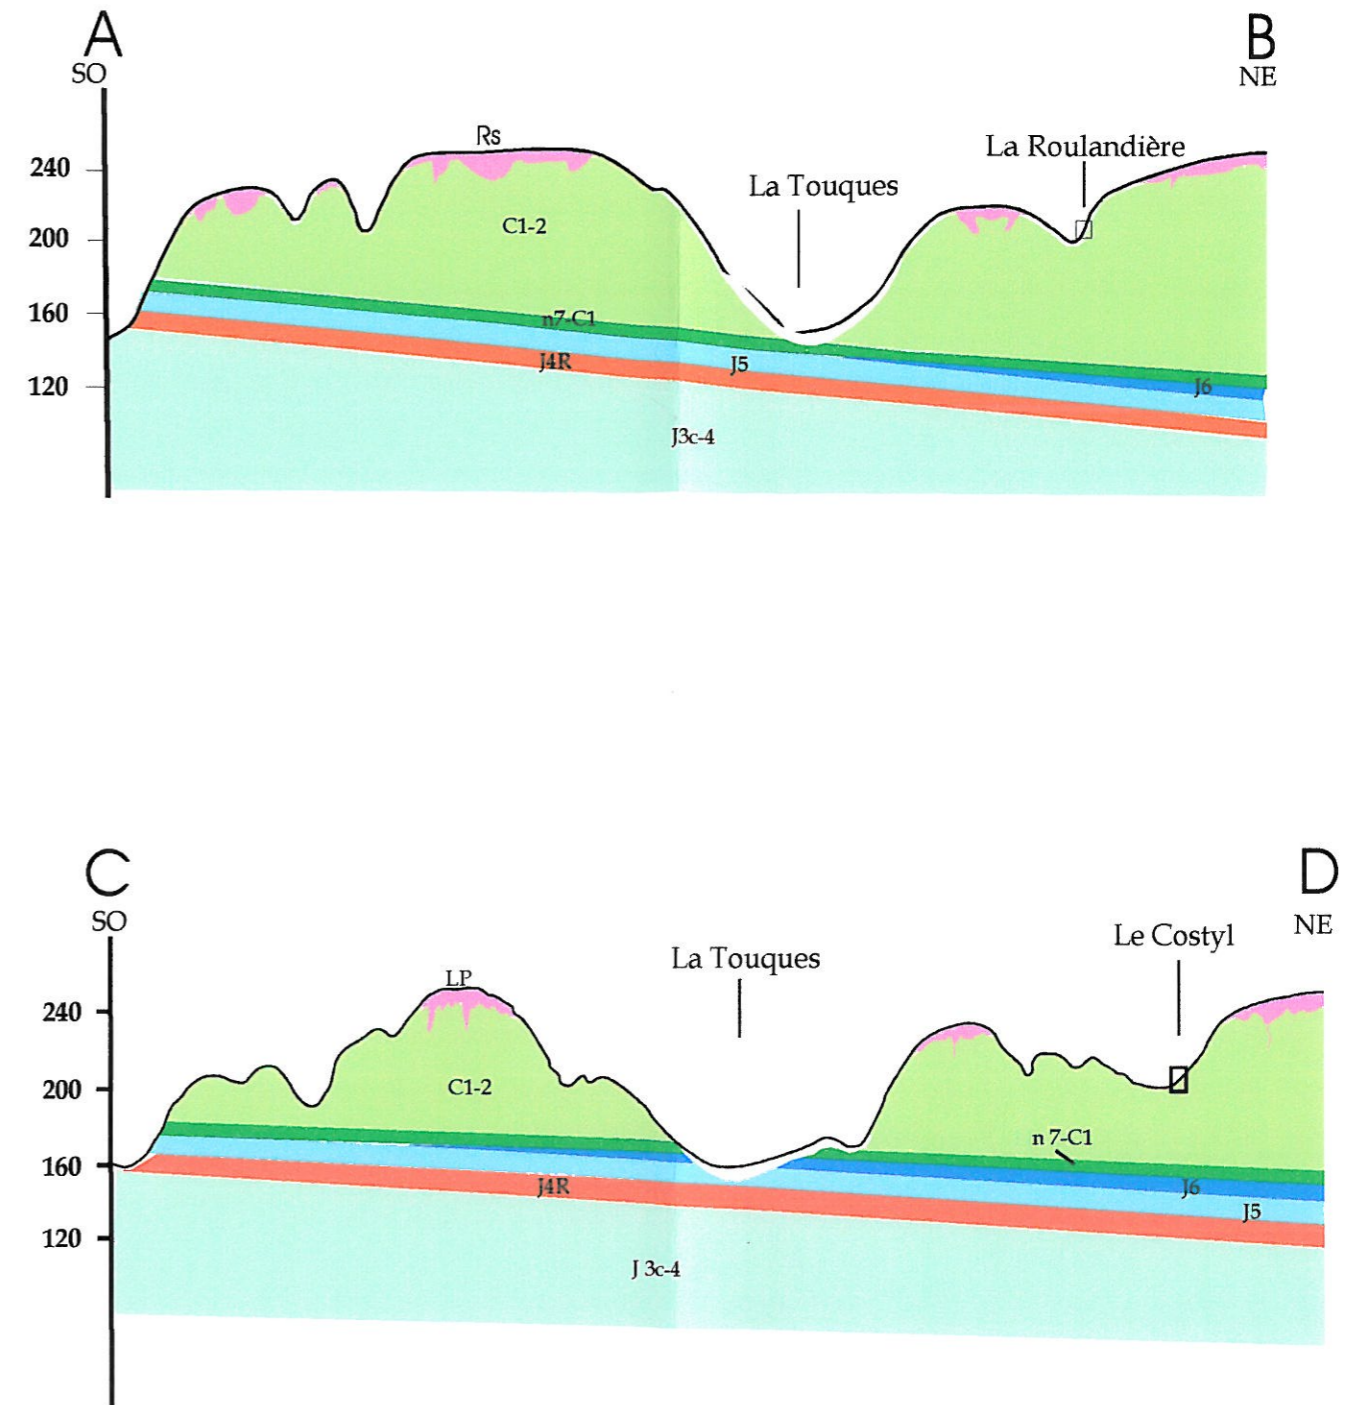 A
SO
B
NE
Rs
La Roulandière
La Touques
240
200
160
120
C1-2
n7-C1
J4R
J5
J6
J3c-4
C
SO
D
NE
Le Costyl
La Touques
LP
240
200
160
120
C1-2
n 7-C1
J4R
J6
J5
J 3c-4